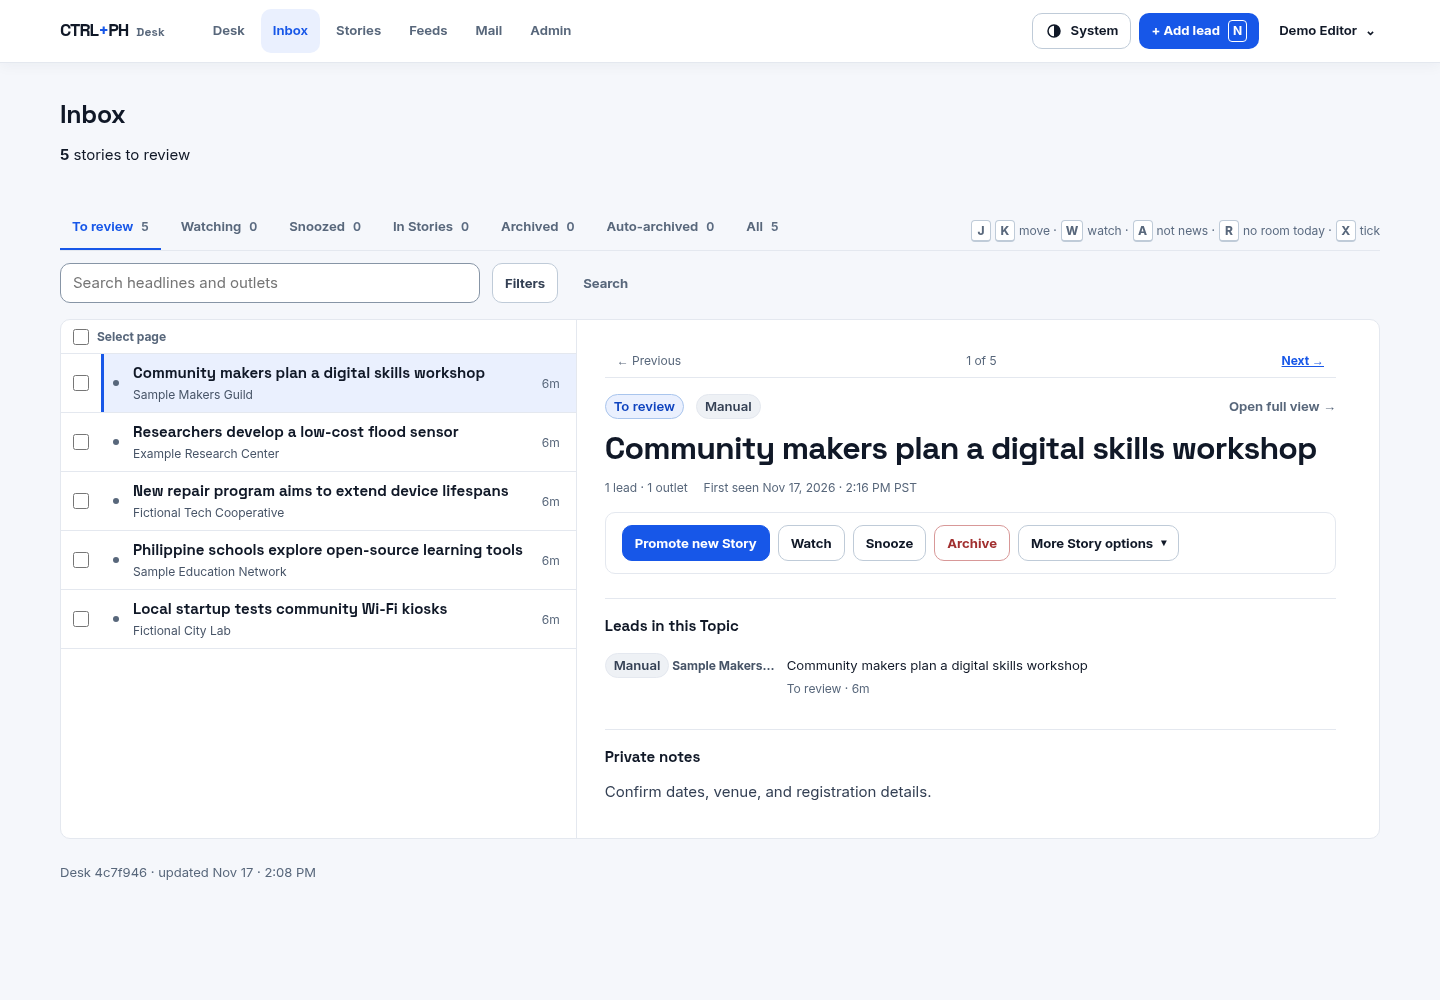 CTRL+PH Desk Desk Inbox Stories Feeds Mail Admin System + Add lead N Demo Editor
Inbox
5 stories to review
To review 5 Watching 0 Snoozed 0 In Stories 0 Archived 0 Auto-archived 0 All 5
J K move · W watch · A not news · R no room today · X tick
Search headlines and outlets Filters Search
Select page
Community makers plan a digital skills workshop
Sample Makers Guild
6m
Researchers develop a low-cost flood sensor
Example Research Center
6m
New repair program aims to extend device lifespans
Fictional Tech Cooperative
6m
Philippine schools explore open-source learning tools
Sample Education Network
6m
Local startup tests community Wi-Fi kiosks
Fictional City Lab
6m
← Previous 1 of 5 Next →
To review Manual Open full view →
Community makers plan a digital skills workshop
1 lead · 1 outlet First seen Nov 17, 2026 · 2:16 PM PST
Promote new Story Watch Snooze Archive More Story options ▾
Leads in this Topic
Manual Sample Makers… Community makers plan a digital skills workshop
To review · 6m
Private notes
Confirm dates, venue, and registration details.
Desk 4c7f946 · updated Nov 17 · 2:08 PM